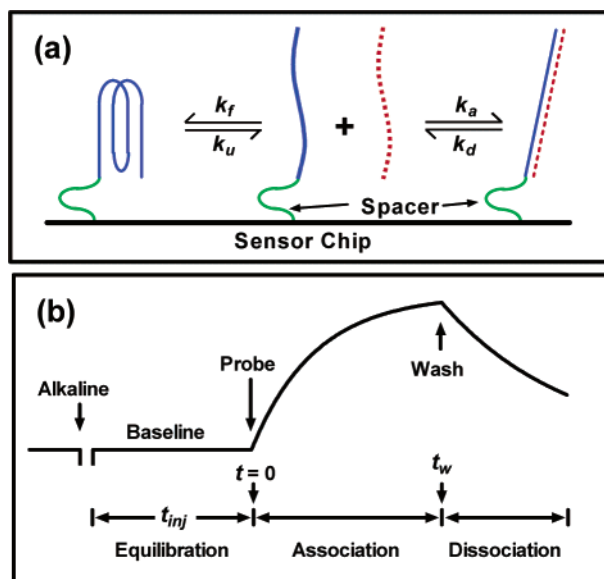 (a)
k_f
k_u
+
k_a
k_d
Spacer
Sensor Chip
(b)
Probe
Wash
Alkaline
Baseline
t = 0
t_w
t_inj
Equilibration Association Dissociation